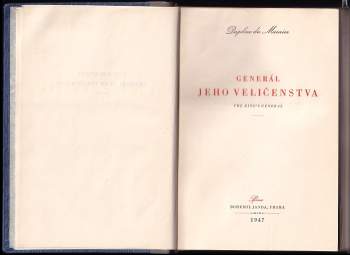 Daphne du Maurier
GENERÁL
JEHO VELIČENSTVA
THE KING'S GENERAL
BOHUMIL JANDA, PRAHA
1947